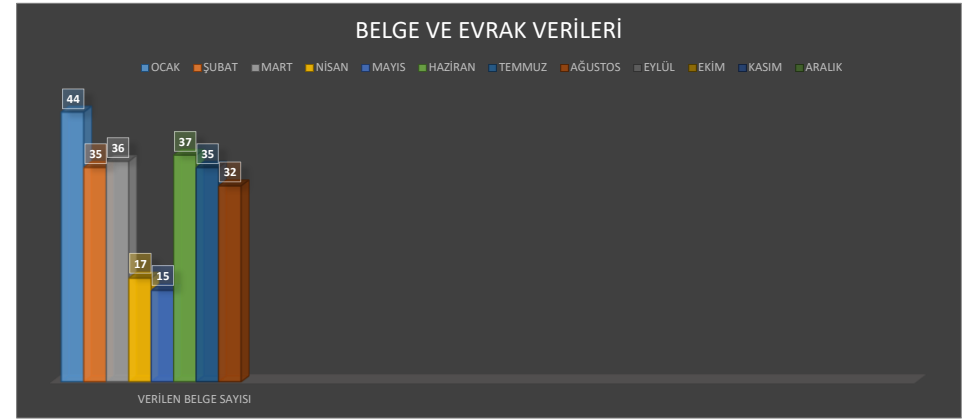 BELGE VE EVRAK VERİLERİ
OCAK ŞUBAT MART NİSAN MAYIS HAZİRAN TEMMUZ AĞUSTOS EYLÜL EKİM KASIM ARALIK
44
35 36 37 35
32
17
15
VERİLEN BELGE SAYISI